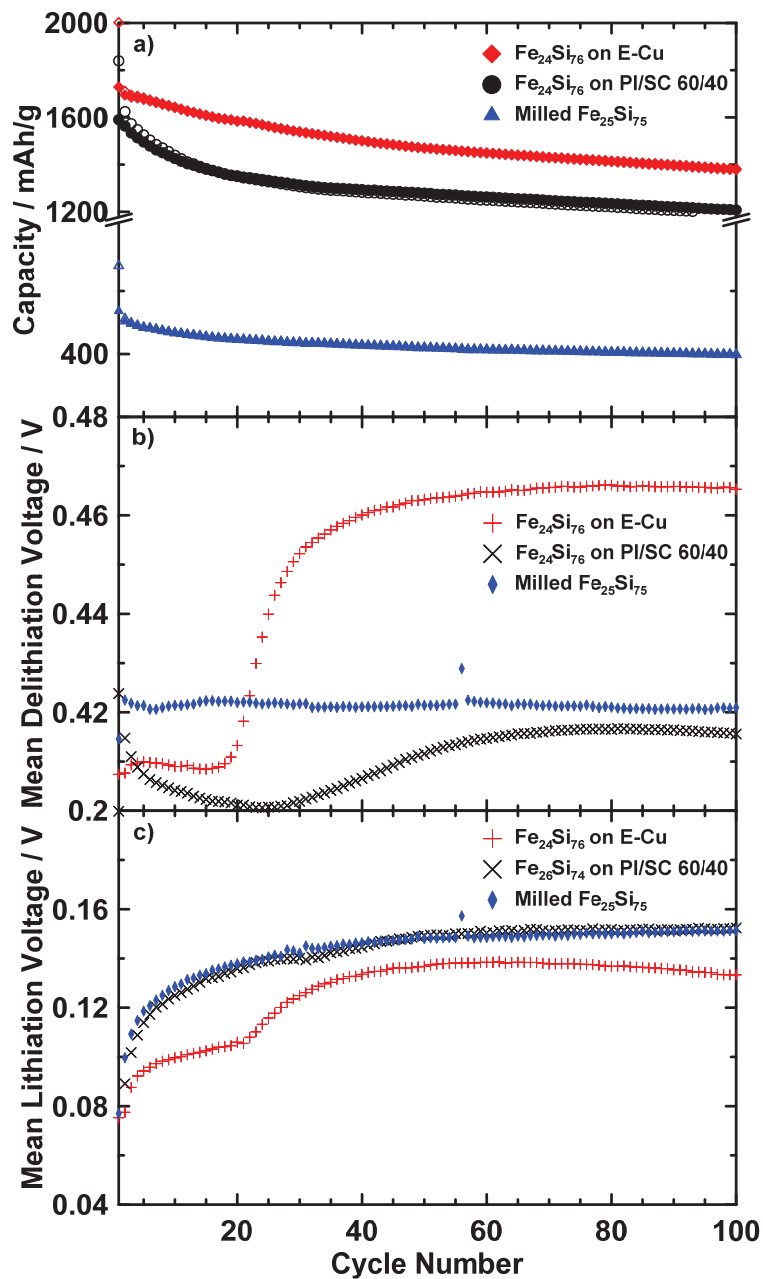 2000
a)
Fe₂₄Si₇₆ on E-Cu
Fe₂₄Si₇₆ on PI/SC 60/40
Milled Fe₂₅Si₇₅
1600
1200
400
Capacity / mAh/g
0.48
b)
0.46
Fe₂₄Si₇₆ on E-Cu
Fe₂₄Si₇₆ on PI/SC 60/40
Milled Fe₂₅Si₇₅
0.44
0.42
Mean Delithiation Voltage / V
0.2
c)
Fe₂₄Si₇₆ on E-Cu
Fe₂₆Si₇₄ on PI/SC 60/40
Milled Fe₂₅Si₇₅
0.16
0.12
0.08
0.04
Mean Lithiation Voltage / V
20 40 60 80 100
Cycle Number